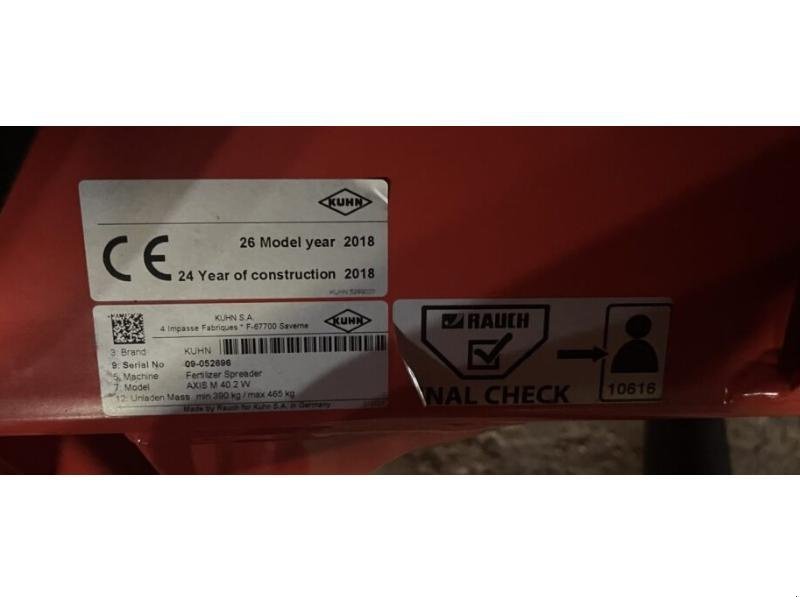 KUHN
CE
26 Model year 2018
24 Year of construction 2018
KUHN S.A.
4 Impasse Fabriques * F-67700 Saverne
KUHN
3: Brand KUHN
9: Serial No 09-052696
5: Machine Fertilizer Spreader
7: Model AXIS M 40.2 W
12: Unladen Mass min 390 kg / max 465 kg
Made by Rauch for Kuhn S.A. in Germany
RAUCH
NAL CHECK
10616